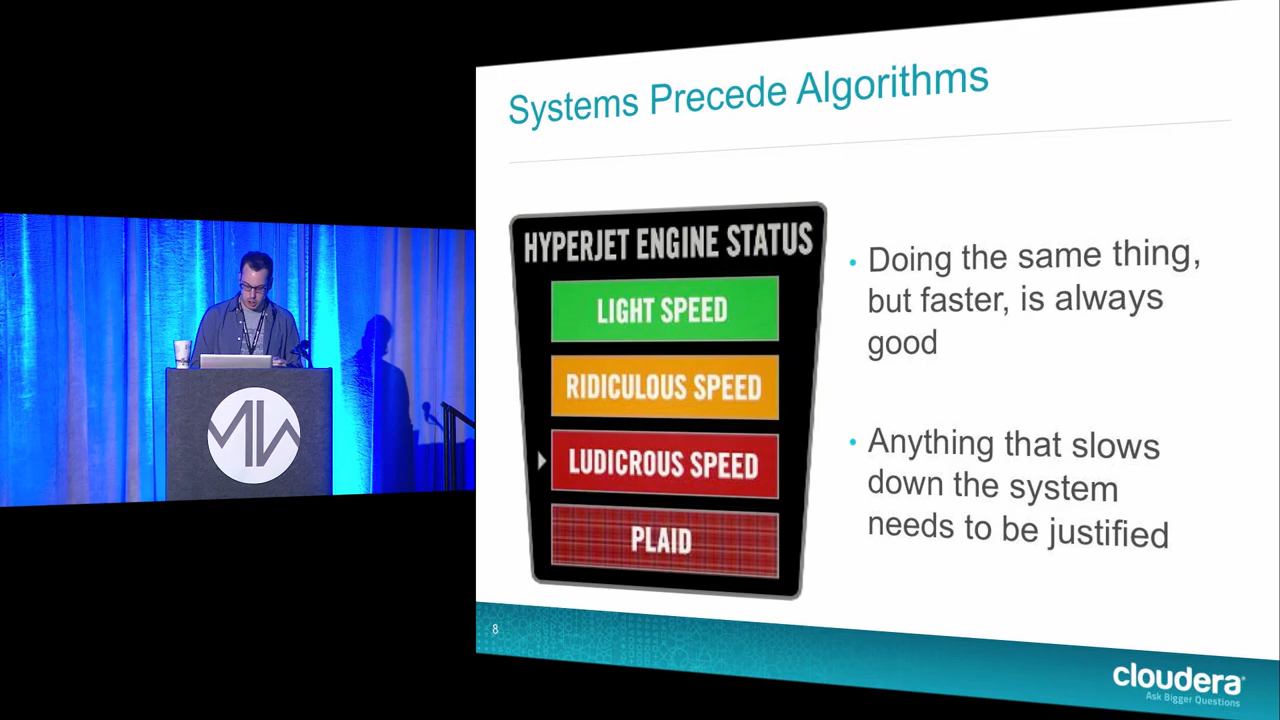 Systems Precede Algorithms
HYPERJET ENGINE STATUS
LIGHT SPEED
RIDICULOUS SPEED
LUDICROUS SPEED
PLAID
• Doing the same thing,
but faster, is always
good
• Anything that slows
down the system
needs to be justified
8
cloudera
Ask Bigger Questions
MW